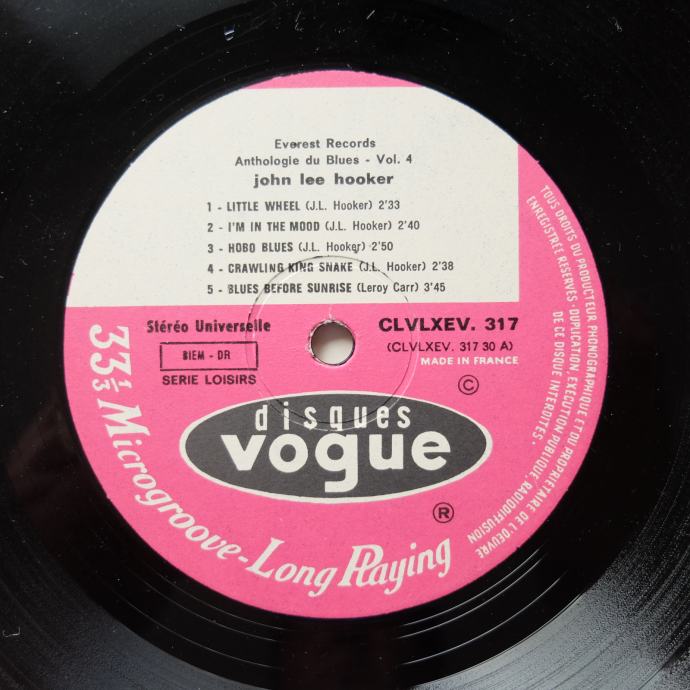 Everest Records
Anthologie du Blues - Vol. 4
john lee hooker
1 - LITTLE WHEEL (J.L. Hooker) 2'33
2 - I'M IN THE MOOD (J.L. Hooker) 2'40
3 - HOBO BLUES (J.L. Hooker) 2'50
4 - CRAWLING KING SNAKE (J.L. Hooker) 2'38
5 - BLUES BEFORE SUNRISE (Leroy Carr) 3'45
Stéréo Universelle
BIEM - DR
SERIE LOISIRS
CLVLXEV. 317
(CLVLXEV. 317 30 A)
MADE IN FRANCE
©
disques
vogue
®
33 1/3 Microgroove-Long Playing
TOUS DROITS DU PRODUCTEUR PHONOGRAPHIQUE ET DU PROPRIETAIRE DE L'OEUVRE
ENREGISTREE RESERVES · DUPLICATION, EXECUTION PUBLIQUE, RADIODIFFUSION
DE CE DISQUE INTERDITES ·